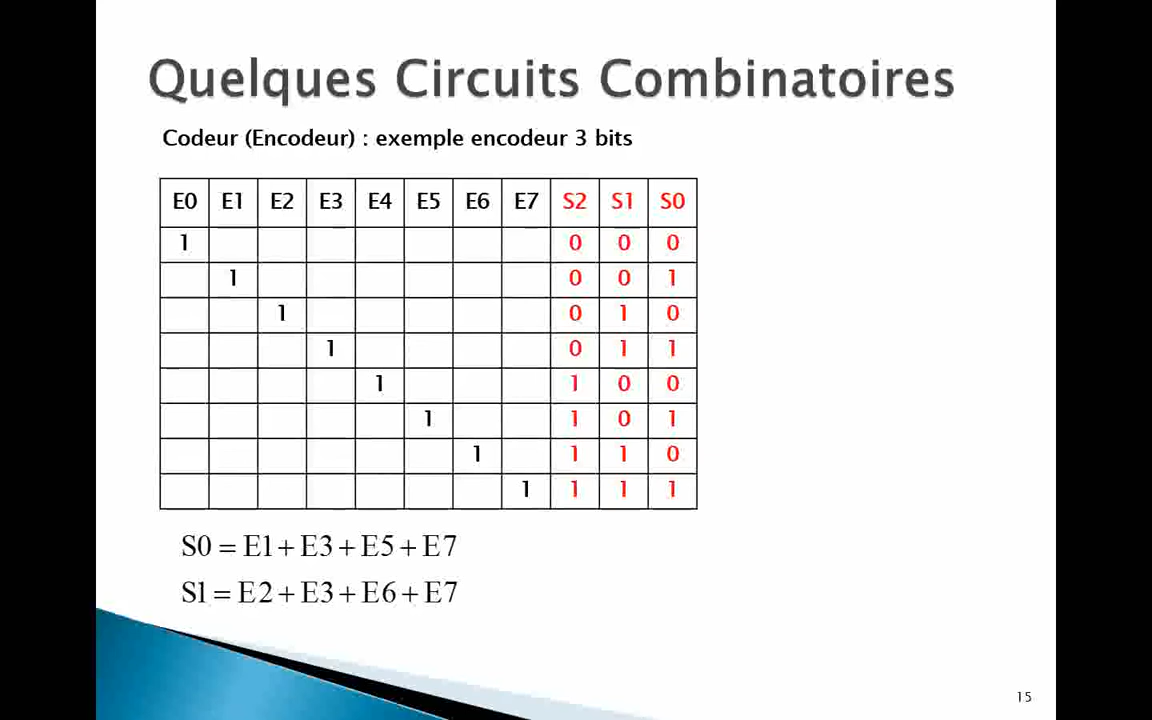 Quelques Circuits Combinatoires
Codeur (Encodeur) : exemple encodeur 3 bits
E0 E1 E2 E3 E4 E5 E6 E7 S2 S1 S0
1 0 0 0
1 0 0 1
1 0 1 0
1 0 1 1
1 1 0 0
1 1 0 1
1 1 1 0
1 1 1 1
S0 = E1 + E3 + E5 + E7
S1 = E2 + E3 + E6 + E7
15